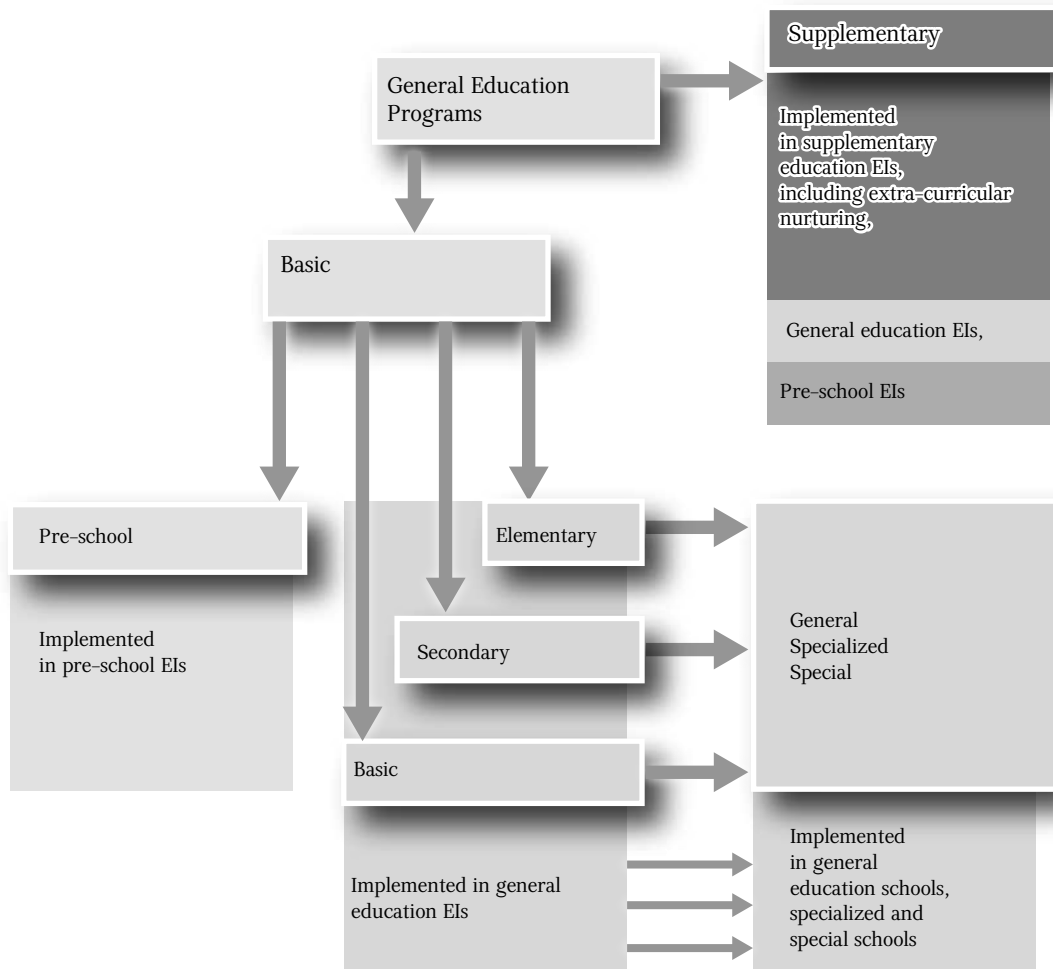 Supplementary
General Education
Programs
Implemented
in supplementary
education EIs,
including extra-curricular
nurturing,
Basic
General education EIs,
Pre-school EIs
Pre-school
Elementary
Implemented
in pre-school EIs
Secondary
General
Specialized
Special
Basic
Implemented in general
education EIs
Implemented
in general
education schools,
specialized and
special schools